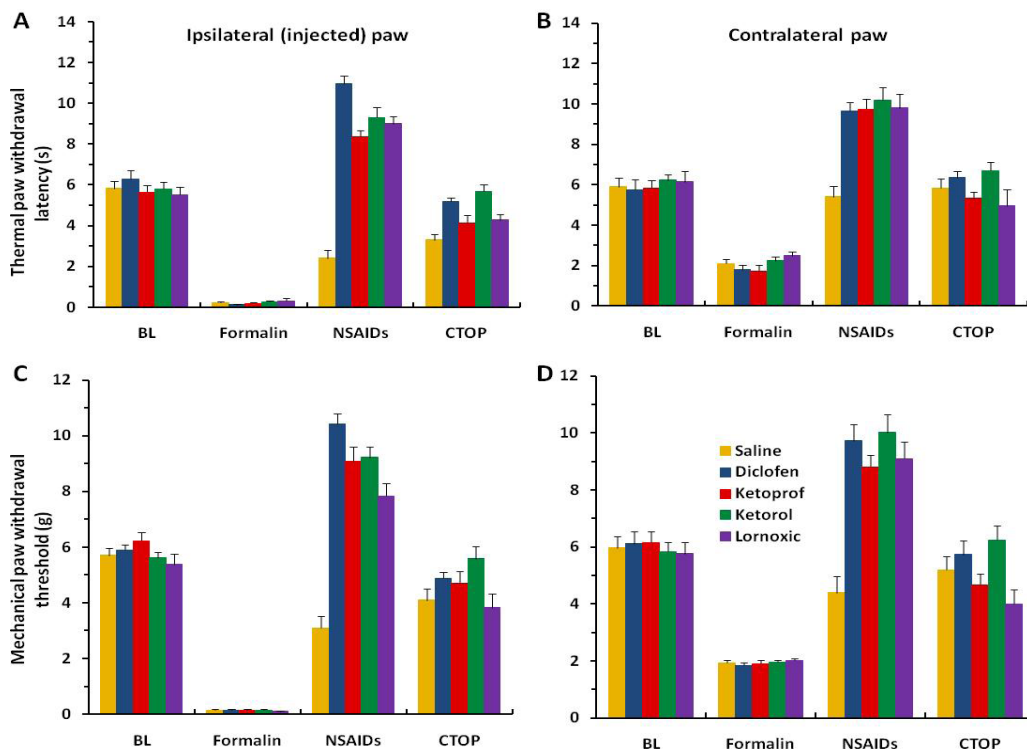 A
Ipsilateral (injected) paw
Thermal paw withdrawal
latency (s)
14
12
10
8
6
4
2
0
BL Formalin NSAIDs CTOP
B
Contralateral paw
14
12
10
8
6
4
2
0
BL Formalin NSAIDs CTOP
C
Mechanical paw withdrawal
threshold (g)
12
10
8
6
4
2
0
BL Formalin NSAIDs CTOP
D
12
10
8
6
4
2
0
Saline
Diclofen
Ketoprof
Ketorol
Lornoxic
BL Formalin NSAIDs CTOP